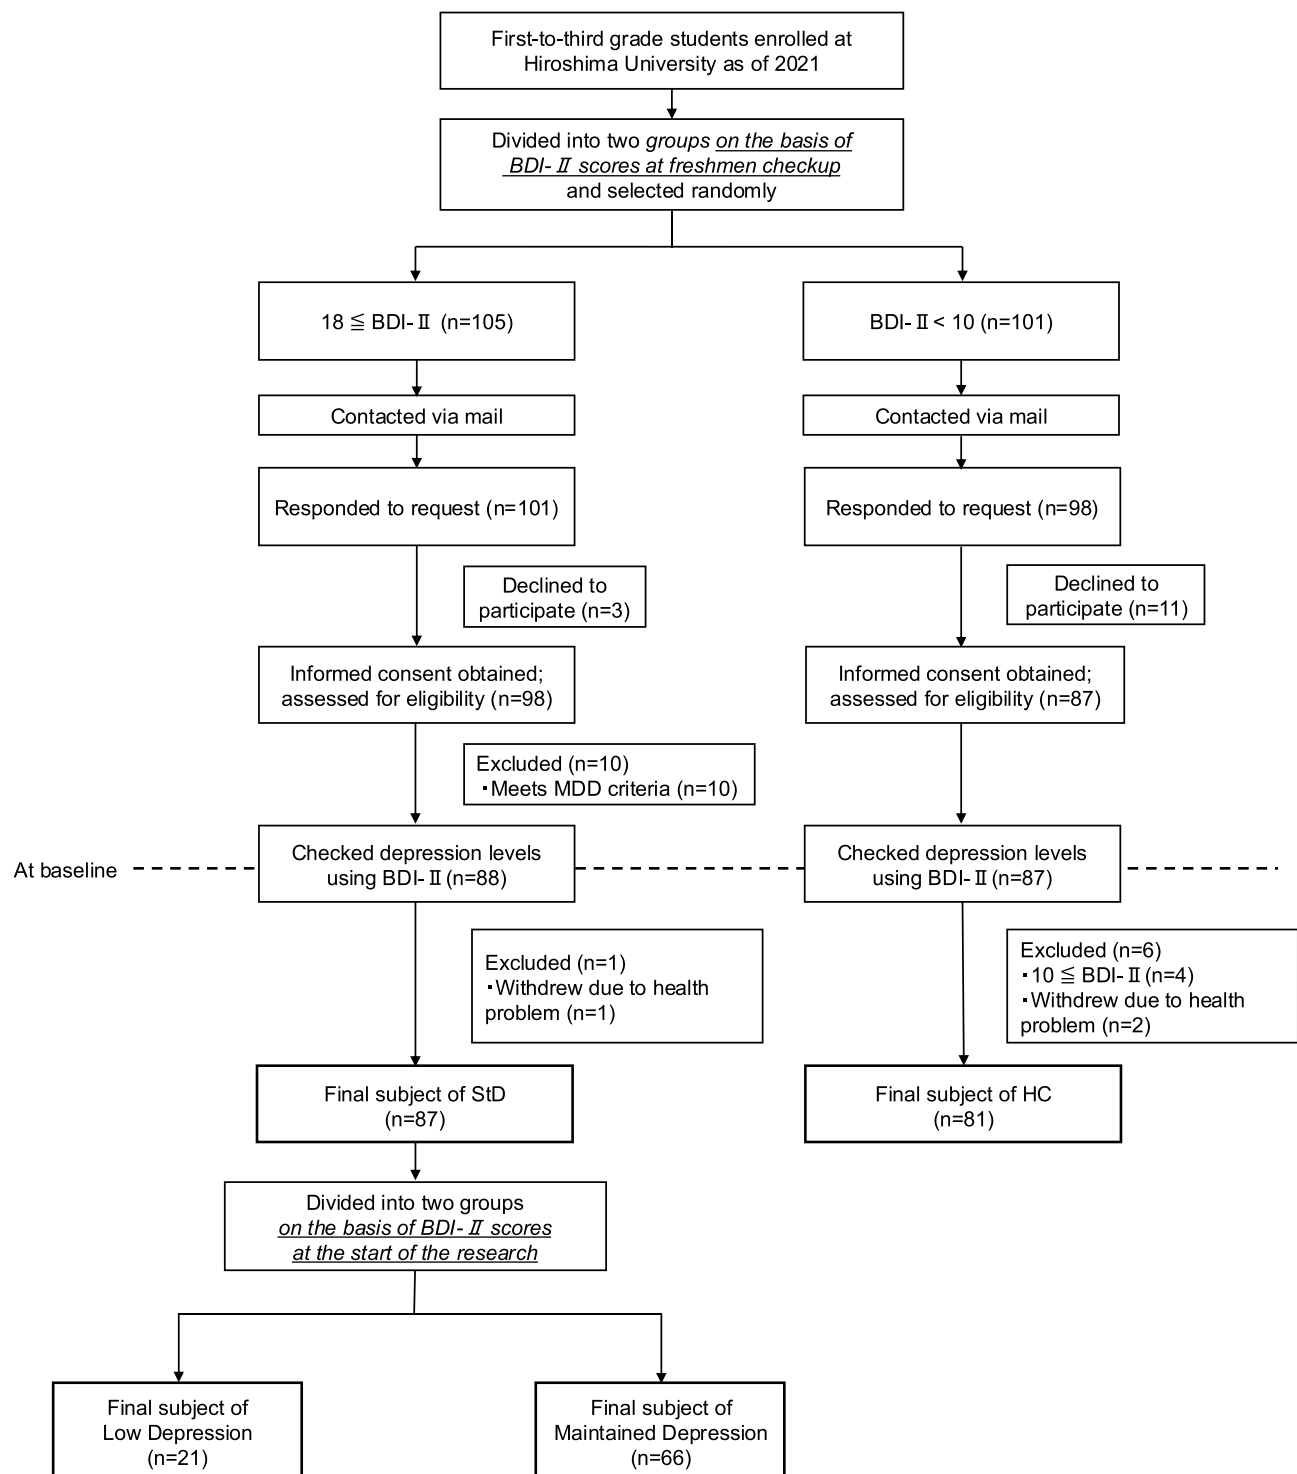 First-to-third grade students enrolled at
Hiroshima University as of 2021
Divided into two groups on the basis of
BDI-Ⅱ scores at freshmen checkup
and selected randomly
18 ≦ BDI-Ⅱ (n=105)
BDI-Ⅱ < 10 (n=101)
Contacted via mail
Contacted via mail
Responded to request (n=101)
Responded to request (n=98)
Declined to
participate (n=3)
Declined to
participate (n=11)
Informed consent obtained;
assessed for eligibility (n=98)
Informed consent obtained;
assessed for eligibility (n=87)
Excluded (n=10)
・Meets MDD criteria (n=10)
At baseline
Checked depression levels
using BDI-Ⅱ (n=88)
Checked depression levels
using BDI-Ⅱ (n=87)
Excluded (n=1)
・Withdrew due to health
problem (n=1)
Excluded (n=6)
・10 ≦ BDI-Ⅱ (n=4)
・Withdrew due to health
problem (n=2)
Final subject of StD
(n=87)
Final subject of HC
(n=81)
Divided into two groups
on the basis of BDI-Ⅱ scores
at the start of the research
Final subject of
Low Depression
(n=21)
Final subject of
Maintained Depression
(n=66)